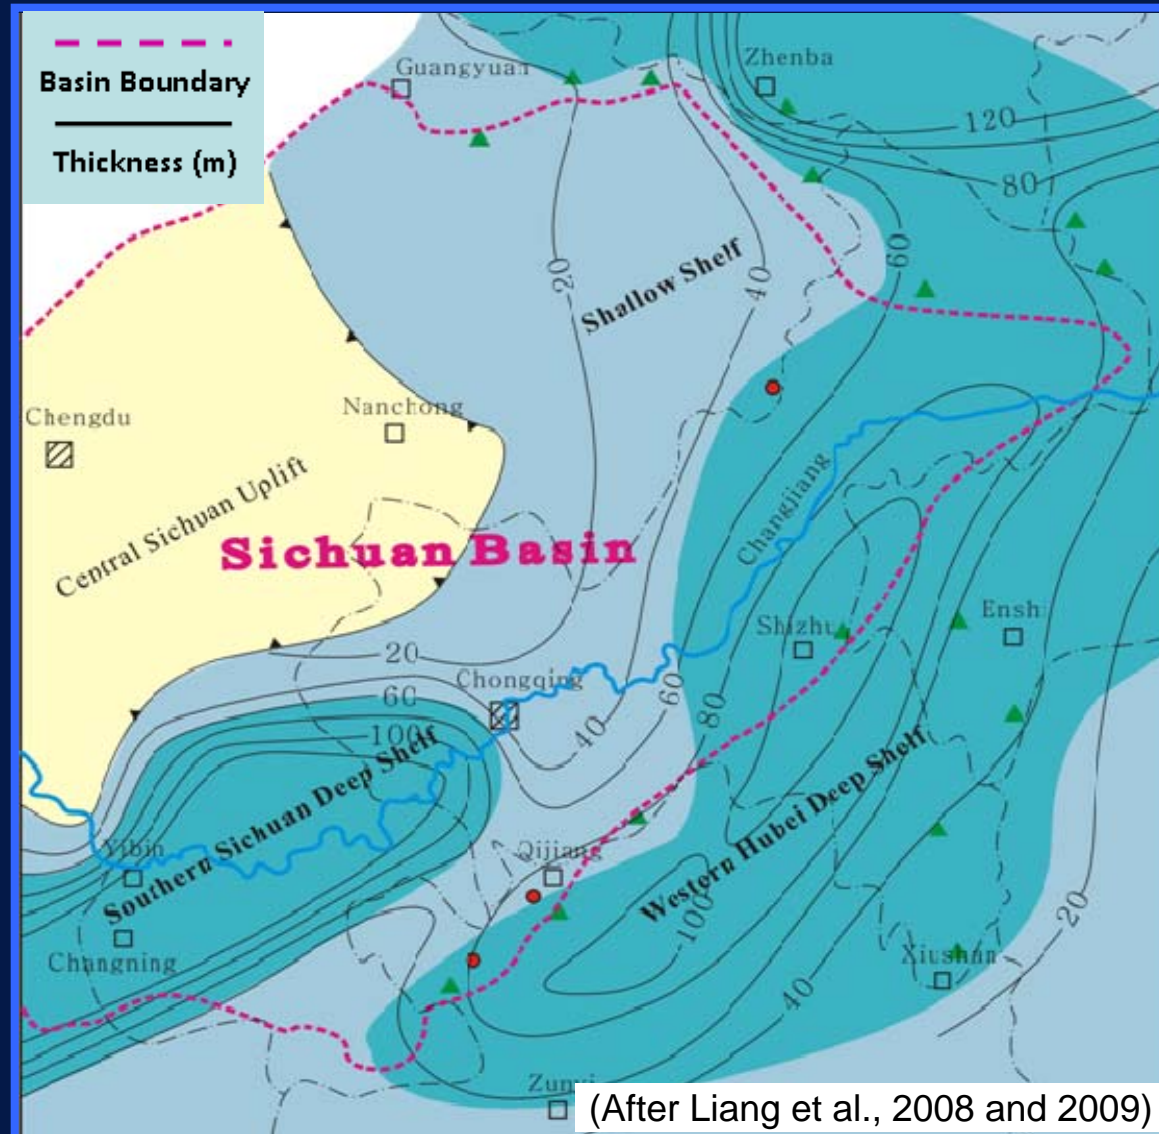 Basin Boundary
Thickness (m)
Guangyuan
Zhenba
120
80
60
20
40
Shallow Shelf
Chengdu
Nanchong
Central Sichuan Uplift
Sichuan Basin
Changjiang
Shizhu
Ensh
20
60
100
Chongqing
40
60
80
Southern Sichuan Deep Shelf
Western Hubei Deep Shelf
Yibin
Changning
Qijiang
100
40
20
Xiushan
Zunyi
(After Liang et al., 2008 and 2009)